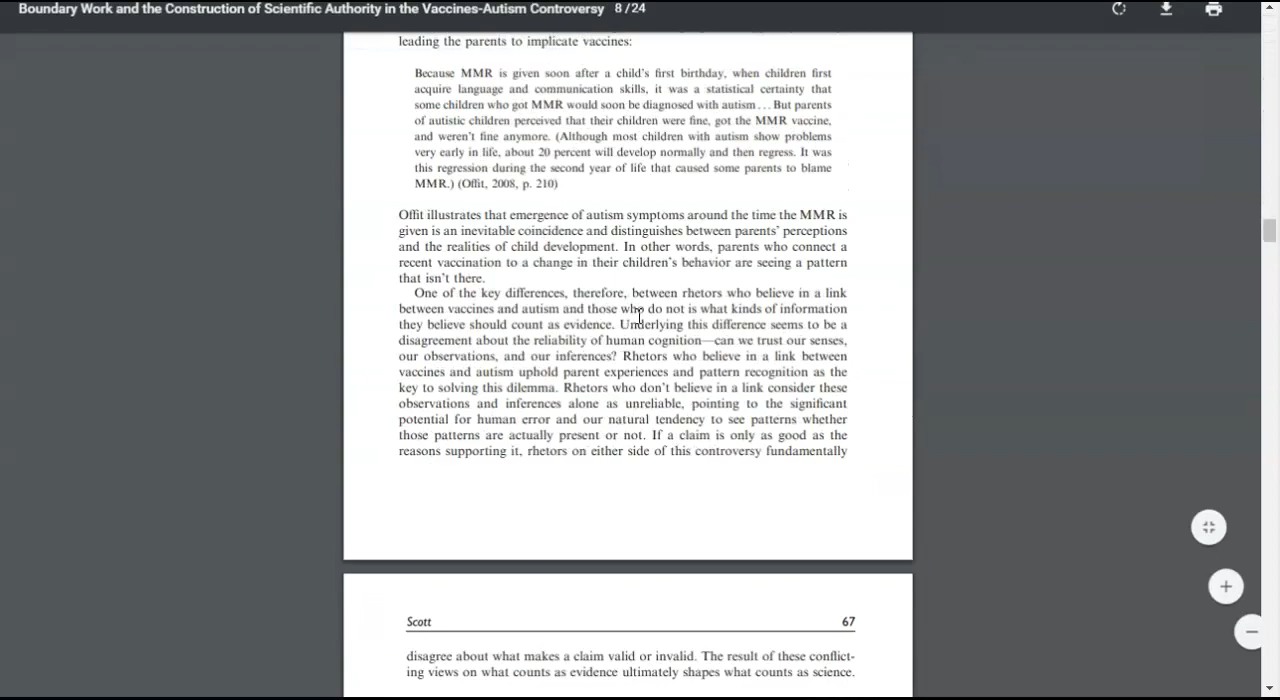 Boundary Work and the Construction of Scientific Authority in the Vaccines-Autism Controversy 8 / 24
leading the parents to implicate vaccines:
Because MMR is given soon after a child's first birthday, when children first
acquire language and communication skills, it was a statistical certainty that
some children who got MMR would soon be diagnosed with autism... But parents
of autistic children perceived that their children were fine, got the MMR vaccine,
and weren't fine anymore. (Although most children with autism show problems
very early in life, about 20 percent will develop normally and then regress. It was
this regression during the second year of life that caused some parents to blame
MMR.) (Offit, 2008, p. 210)
Offit illustrates that emergence of autism symptoms around the time the MMR is
given is an inevitable coincidence and distinguishes between parents' perceptions
and the realities of child development. In other words, parents who connect a
recent vaccination to a change in their children's behavior are seeing a pattern
that isn't there.
One of the key differences, therefore, between rhetors who believe in a link
between vaccines and autism and those who do not is what kinds of information
they believe should count as evidence. Underlying this difference seems to be a
disagreement about the reliability of human cognition—can we trust our senses,
our observations, and our inferences? Rhetors who believe in a link between
vaccines and autism uphold parent experiences and pattern recognition as the
key to solving this dilemma. Rhetors who don't believe in a link consider these
observations and inferences alone as unreliable, pointing to the significant
potential for human error and our natural tendency to see patterns whether
those patterns are actually present or not. If a claim is only as good as the
reasons supporting it, rhetors on either side of this controversy fundamentally
Scott 67
disagree about what makes a claim valid or invalid. The result of these conflict-
ing views on what counts as evidence ultimately shapes what counts as science.